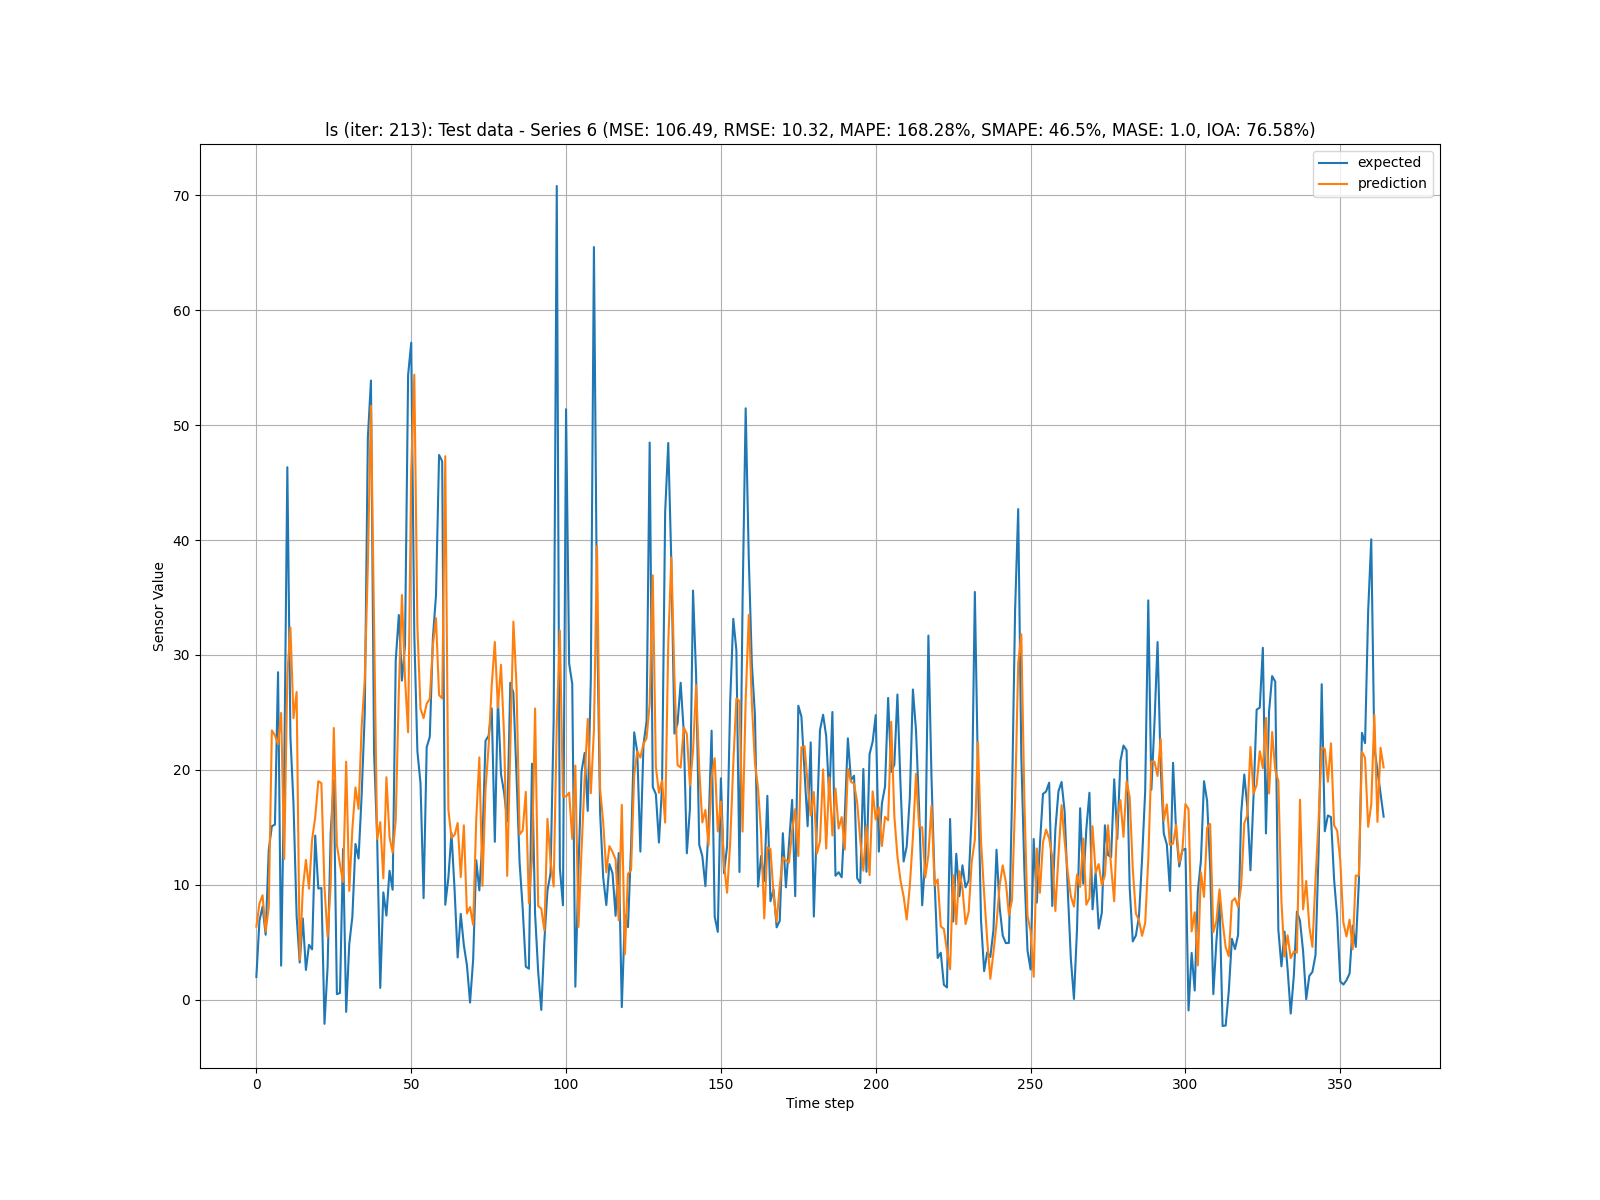 ls (iter: 213): Test data - Series 6 (MSE: 106.49, RMSE: 10.32, MAPE: 168.28%, SMAPE: 46.5%, MASE: 1.0, IOA: 76.58%)
expected
prediction
70
60
50
40
30
20
10
0
Sensor Value
0 50 100 150 200 250 300 350
Time step